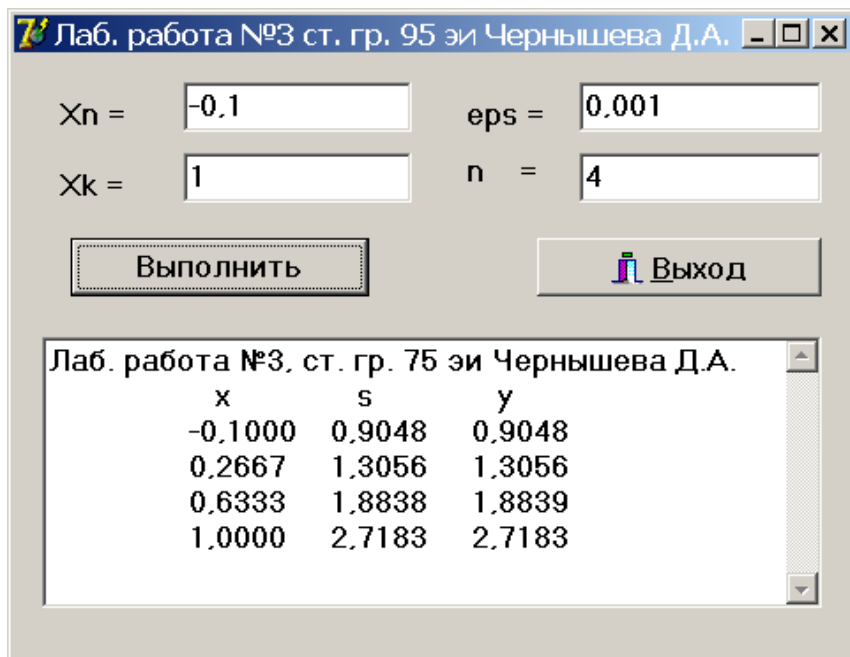 Лаб. работа №3 ст. гр. 95 эи Чернышева Д.А.
Xn = -0,1 eps = 0,001
Xk = 1 n = 4
Выполнить Выход
Лаб. работа №3, ст. гр. 75 эи Чернышева Д.А.
x s y
-0,1000 0,9048 0,9048
0,2667 1,3056 1,3056
0,6333 1,8838 1,8839
1,0000 2,7183 2,7183